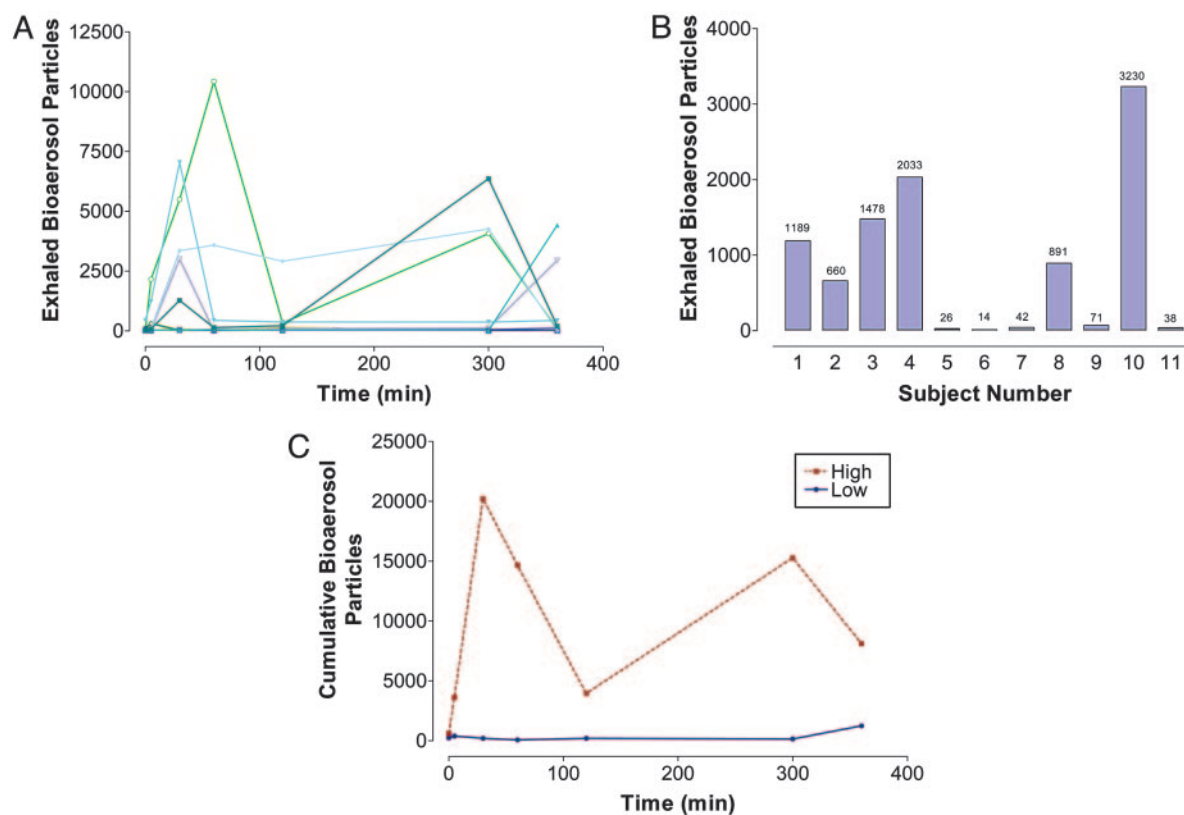 A
Exhaled Bioaerosol Particles
12500
10000
7500
5000
2500
0
0 100 200 300 400
Time (min)
B
Exhaled Bioaerosol Particles
4000
3000
2000
1000
0
1189 660 1478 2033 26 14 42 891 71 3230 38
1 2 3 4 5 6 7 8 9 10 11
Subject Number
C
Cumulative Bioaerosol
Particles
25000
20000
15000
10000
5000
0
High
Low
0 100 200 300 400
Time (min)